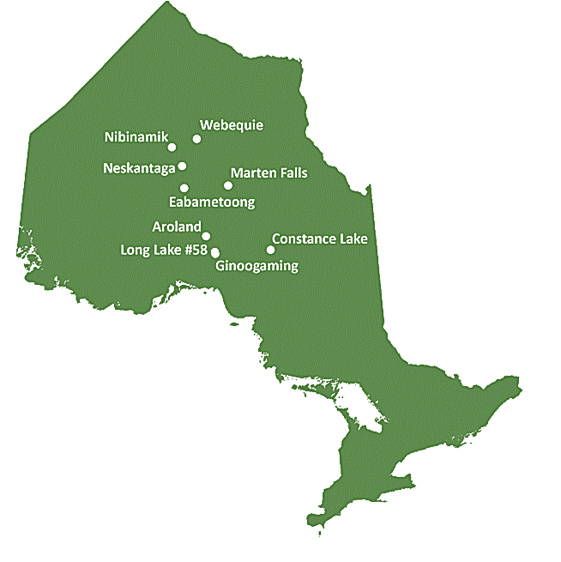 Webequie
Nibinamik
Neskantaga
Marten Falls
Eabametoong
Aroland
Constance Lake
Long Lake #58
Ginoogaming